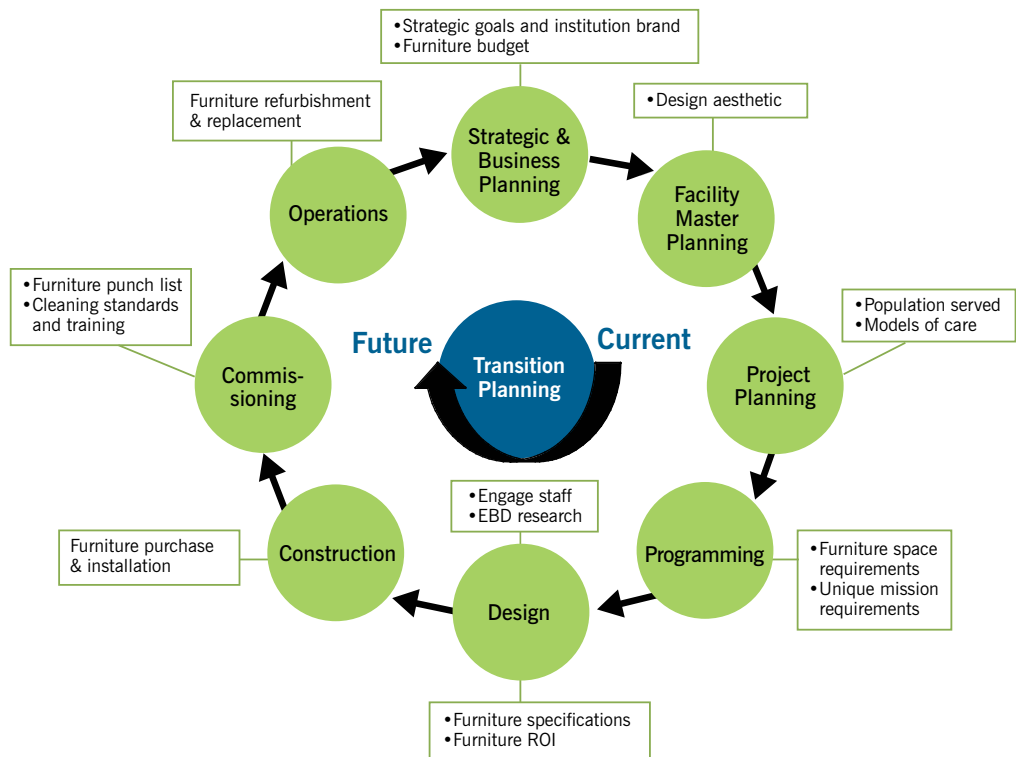 •Strategic goals and institution brand
•Furniture budget
Strategic &
Business
Planning
•Design aesthetic
Facility
Master
Planning
•Population served
•Models of care
Project
Planning
•Furniture space
requirements
•Unique mission
requirements
Programming
•Engage staff
•EBD research
Design
•Furniture specifications
•Furniture ROI
Furniture purchase
& installation
Construction
•Furniture punch list
•Cleaning standards
and training
Commis-
sioning
Furniture refurbishment
& replacement
Operations
Future
Transition
Planning
Current